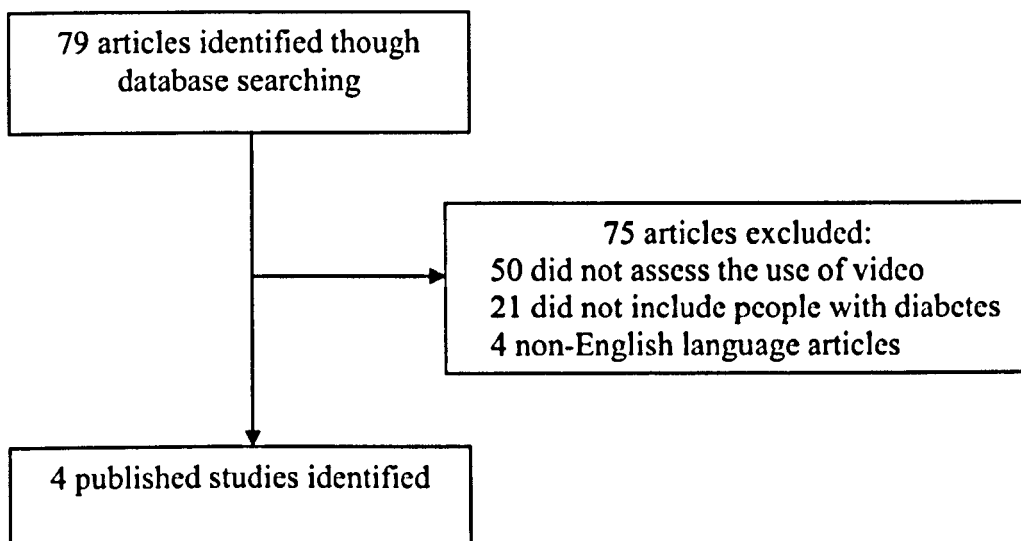 79 articles identified though
database searching
75 articles excluded:
50 did not assess the use of video
21 did not include people with diabetes
4 non-English language articles
4 published studies identified